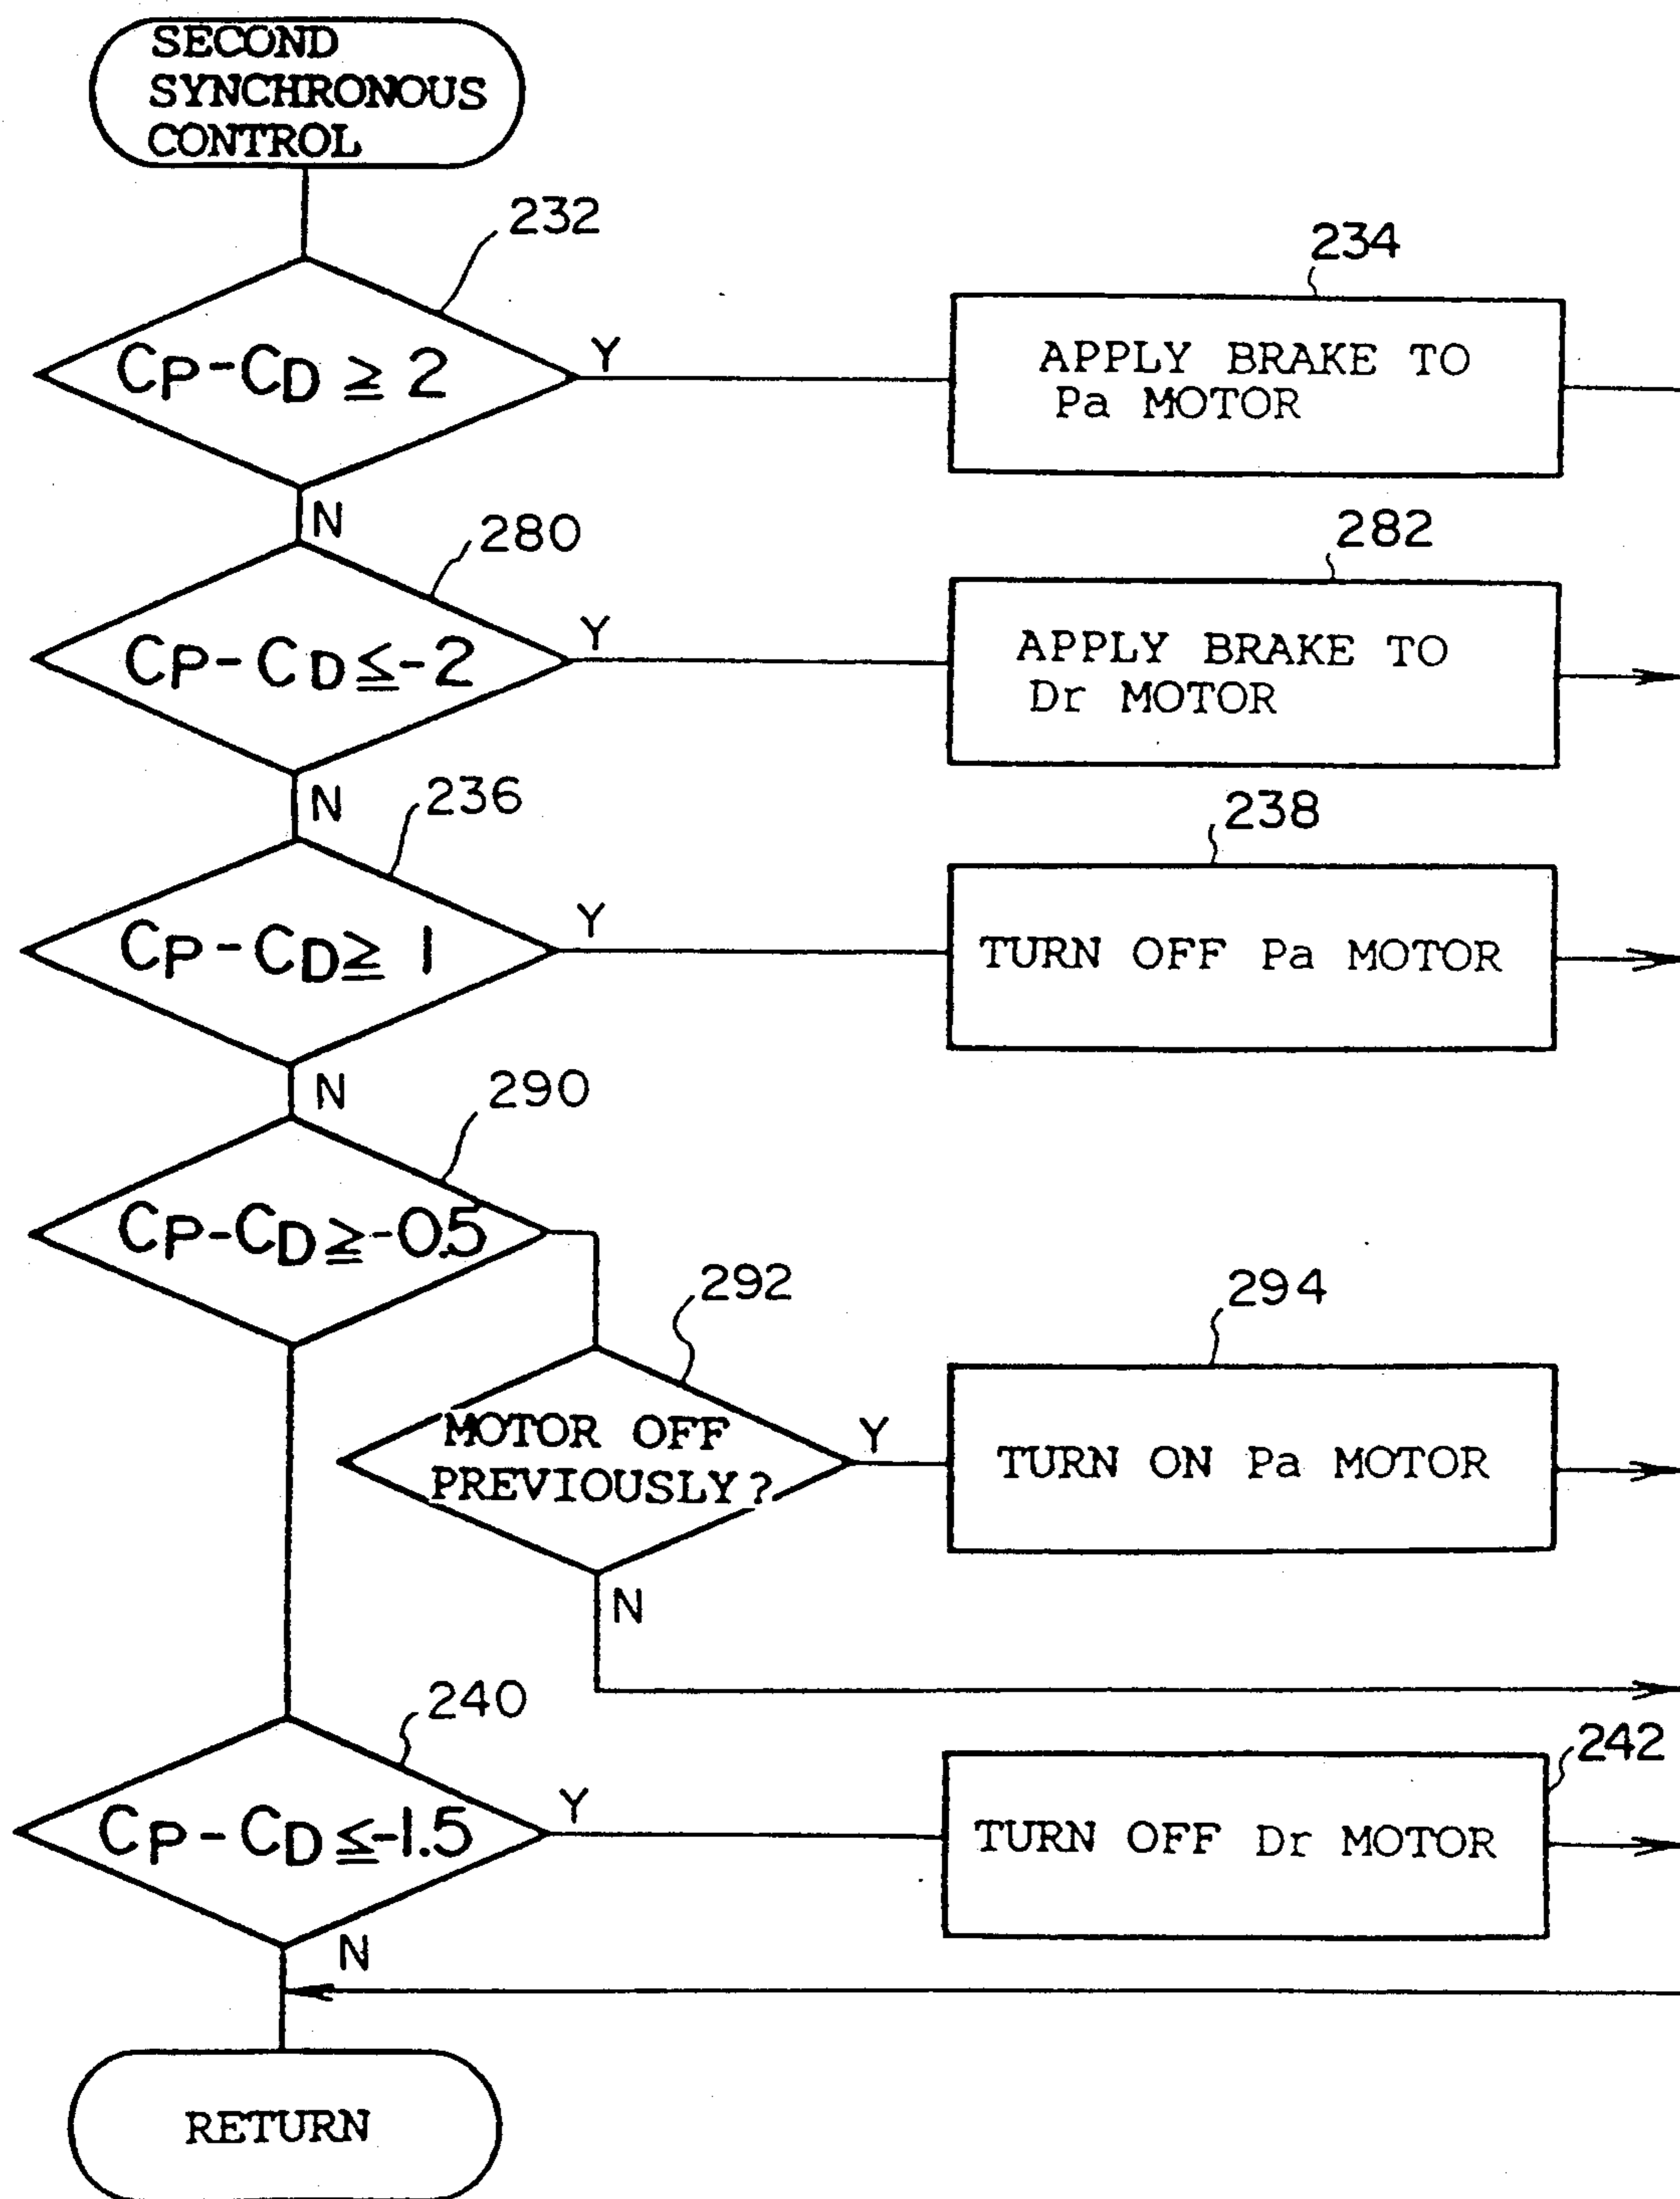 SECOND
SYNCHRONOUS
CONTROL
232
CP-CD ≧ 2
Y
234
APPLY BRAKE TO
Pa MOTOR
N
280
CP-CD≦-2
Y
282
APPLY BRAKE TO
Dr MOTOR
N
236
CP-CD≧ 1
Y
238
TURN OFF Pa MOTOR
N
290
CP-CD≧-0.5
292
MOTOR OFF
PREVIOUSLY?
Y
294
TURN ON Pa MOTOR
N
240
CP-CD≦-1.5
Y
242
TURN OFF Dr MOTOR
N
RETURN